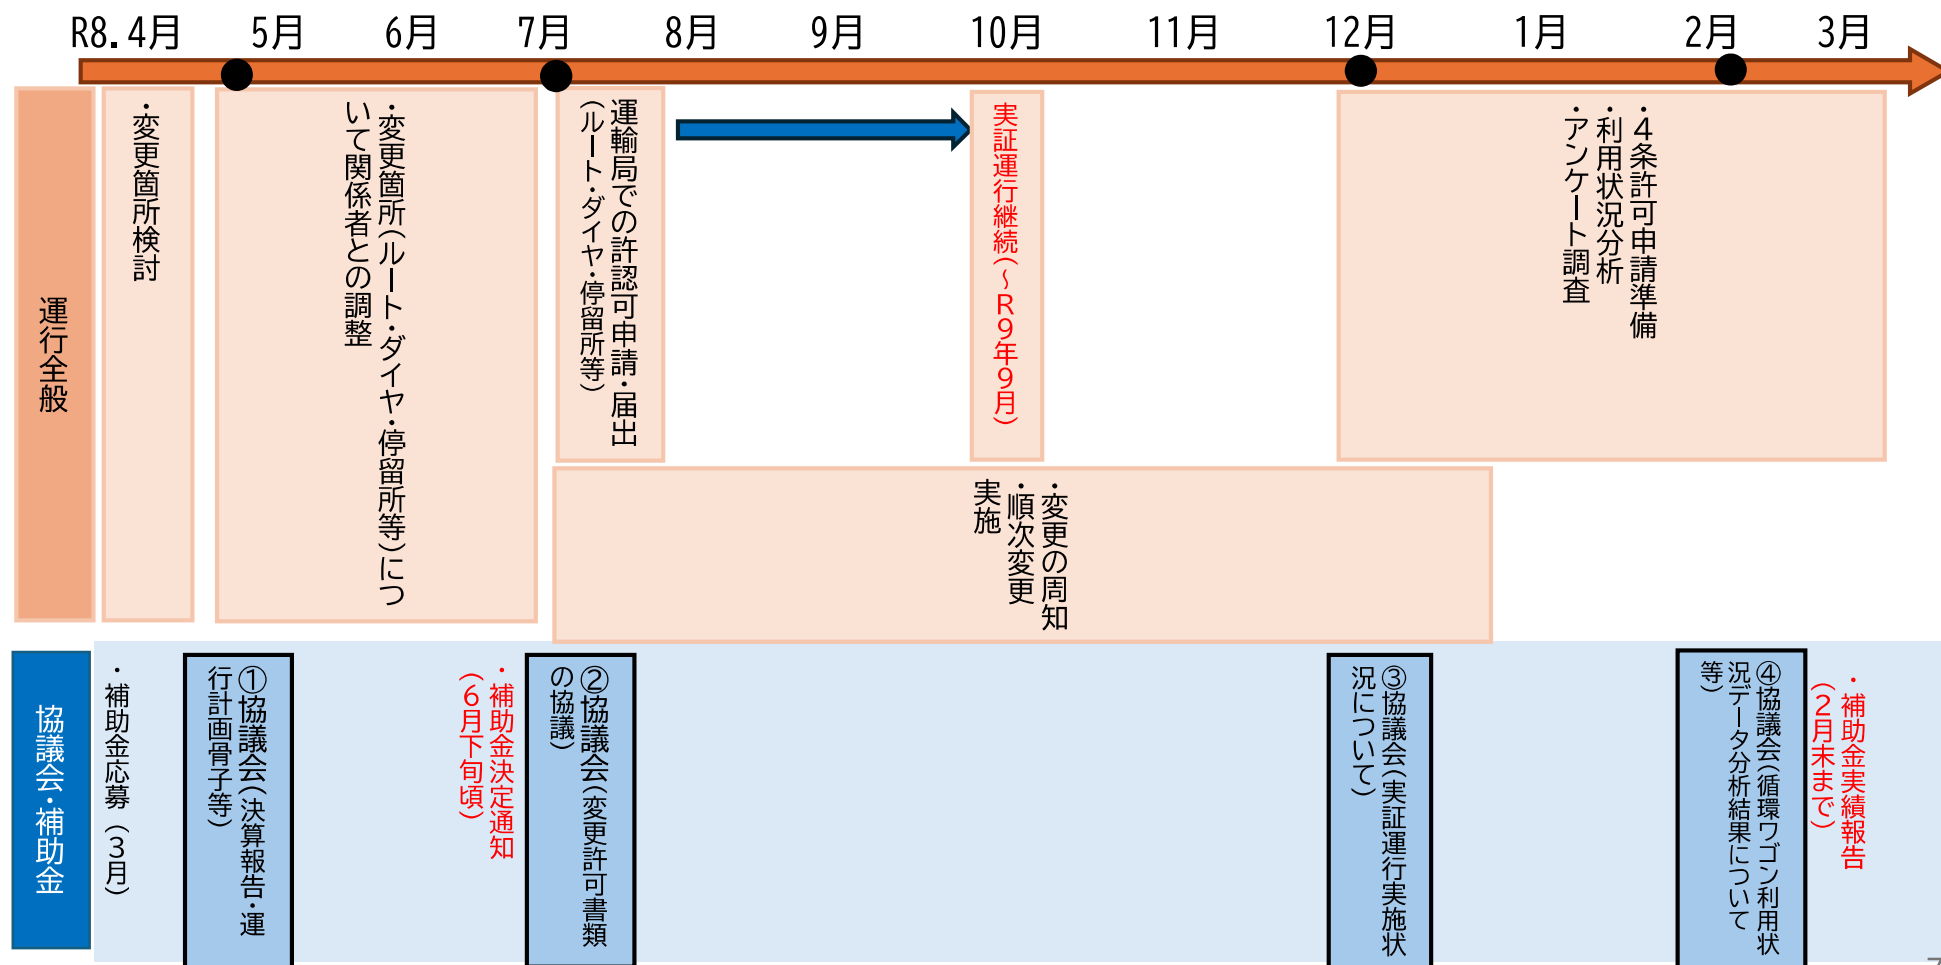 R8. 4月 5月 6月 7月 8月 9月 10月 11月 12月 1月 2月 3月
運行全般
・変更箇所検討
・変更箇所(ルート・ダイヤ・停留所等)につ
いて関係者との調整
運輸局での許認可申請・届出
(ルート・ダイヤ・停留所等)
実証運行継続(~R9年9月)
・4条許可申請準備
・利用状況分析
・アンケート調査
・変更の周知
・順次変更
実施
協議会・補助金
・補助金応募 (3月)
①協議会(決算報告・運
行計画骨子等)
・補助金決定通知
(6月下旬頃)
②協議会(変更許可書類
の協議)
③協議会(実証運行実施状
況について)
④協議会(循環ワゴン利用状
況データ分析結果について
等)
・補助金実績報告
(2月末まで)